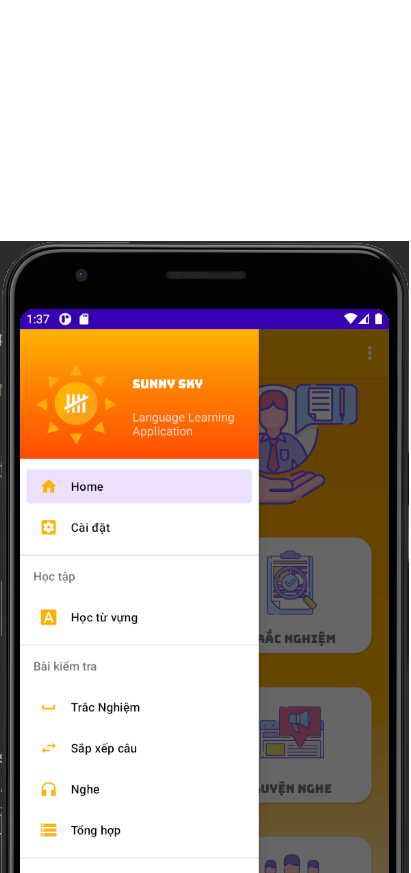 1:37
SUNNY SKY
Language Learning
Application
Home
Cài đặt
Học tập
Học từ vựng
ẮC NGHIỆM
Bài kiểm tra
Trắc Nghiệm
Sắp xếp câu
Nghe
UYỆN NGHE
Tổng hợp